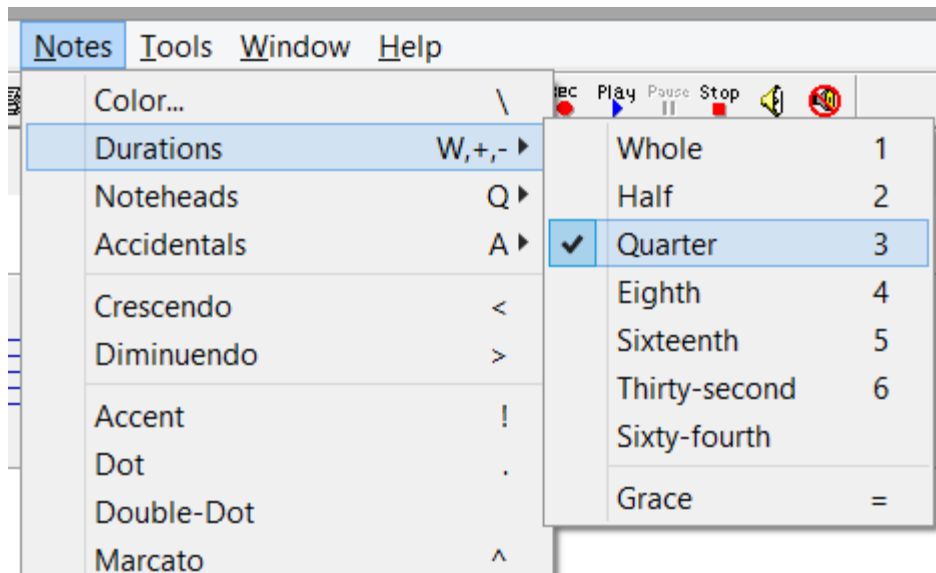 Notes Tools Window Help
Play Pause Stop
Color... \
Durations W,+,-
Noteheads Q
Accidentals A
Crescendo <
Diminuendo >
Accent !
Dot .
Double-Dot
Marcato ^
Whole 1
Half 2
Quarter 3
Eighth 4
Sixteenth 5
Thirty-second 6
Sixty-fourth
Grace =